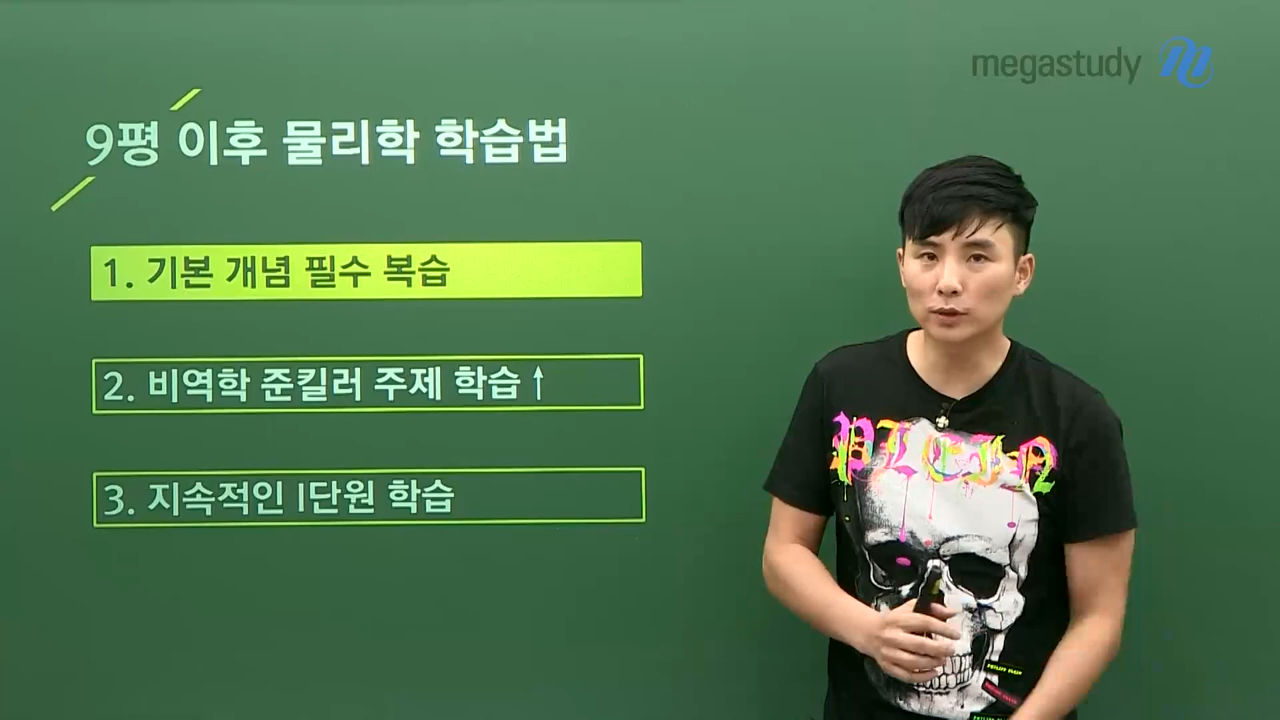 megastudy
9평 이후 물리학 학습법
1. 기본 개념 필수 복습
2. 비역학 준킬러 주제 학습↑
3. 지속적인 I단원 학습
PLEIN